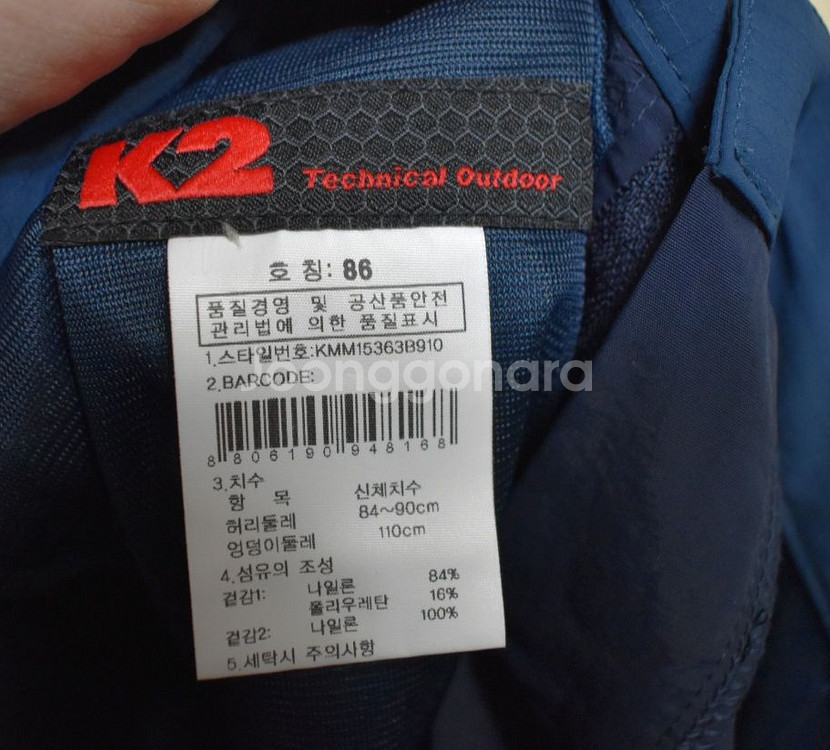 K2 Technical Outdoor
호 칭: 86
품질경영 및 공산품안전
관리법에 의한 품질표시
1.스타일번호:KMM15363B910
2.BARCODE:
Joonggonara
8 806190 948168
3.치수
항 목 신체치수
허리둘레 84~90cm
엉덩이둘레 110cm
4.섬유의 조성
겉감1: 나일론 84%
폴리우레탄 16%
겉감2: 나일론 100%
5.세탁시 주의사항